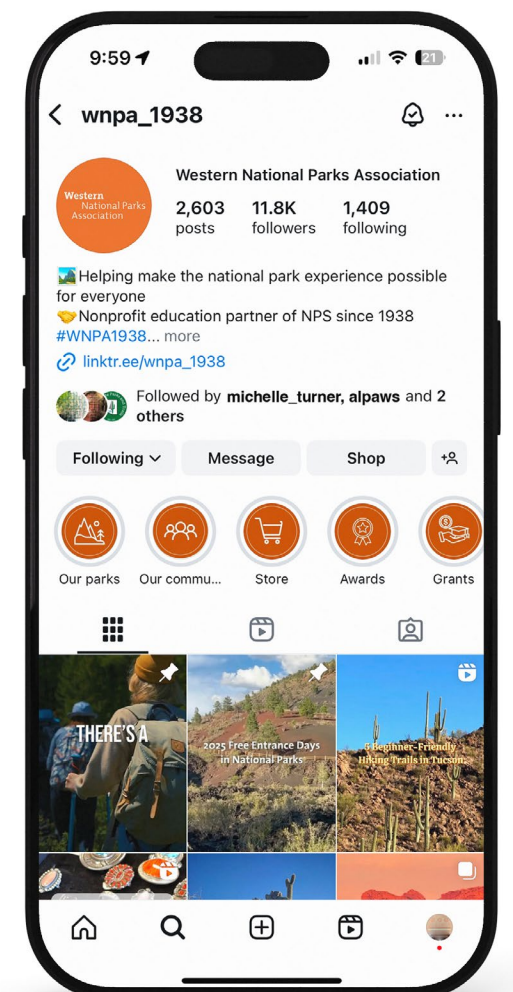 9:59
21
wnpa_1938
...
Western National Parks Association
Western
National Parks
Association
2,603
11.8K
1,409
posts
followers
following
Helping make the national park experience possible
for everyone
Nonprofit education partner of NPS since 1938
#WNPA1938... more
linktr.ee/wnpa_1938
Followed by michelle_turner, alpaws and 2
others
Following
Message
Shop
Our parks
Our commu...
Store
Awards
Grants
THERE'S A
2025 Free Entrance Days
in National Parks
5 Beginner-Friendly
Hiking Trails in Tucson